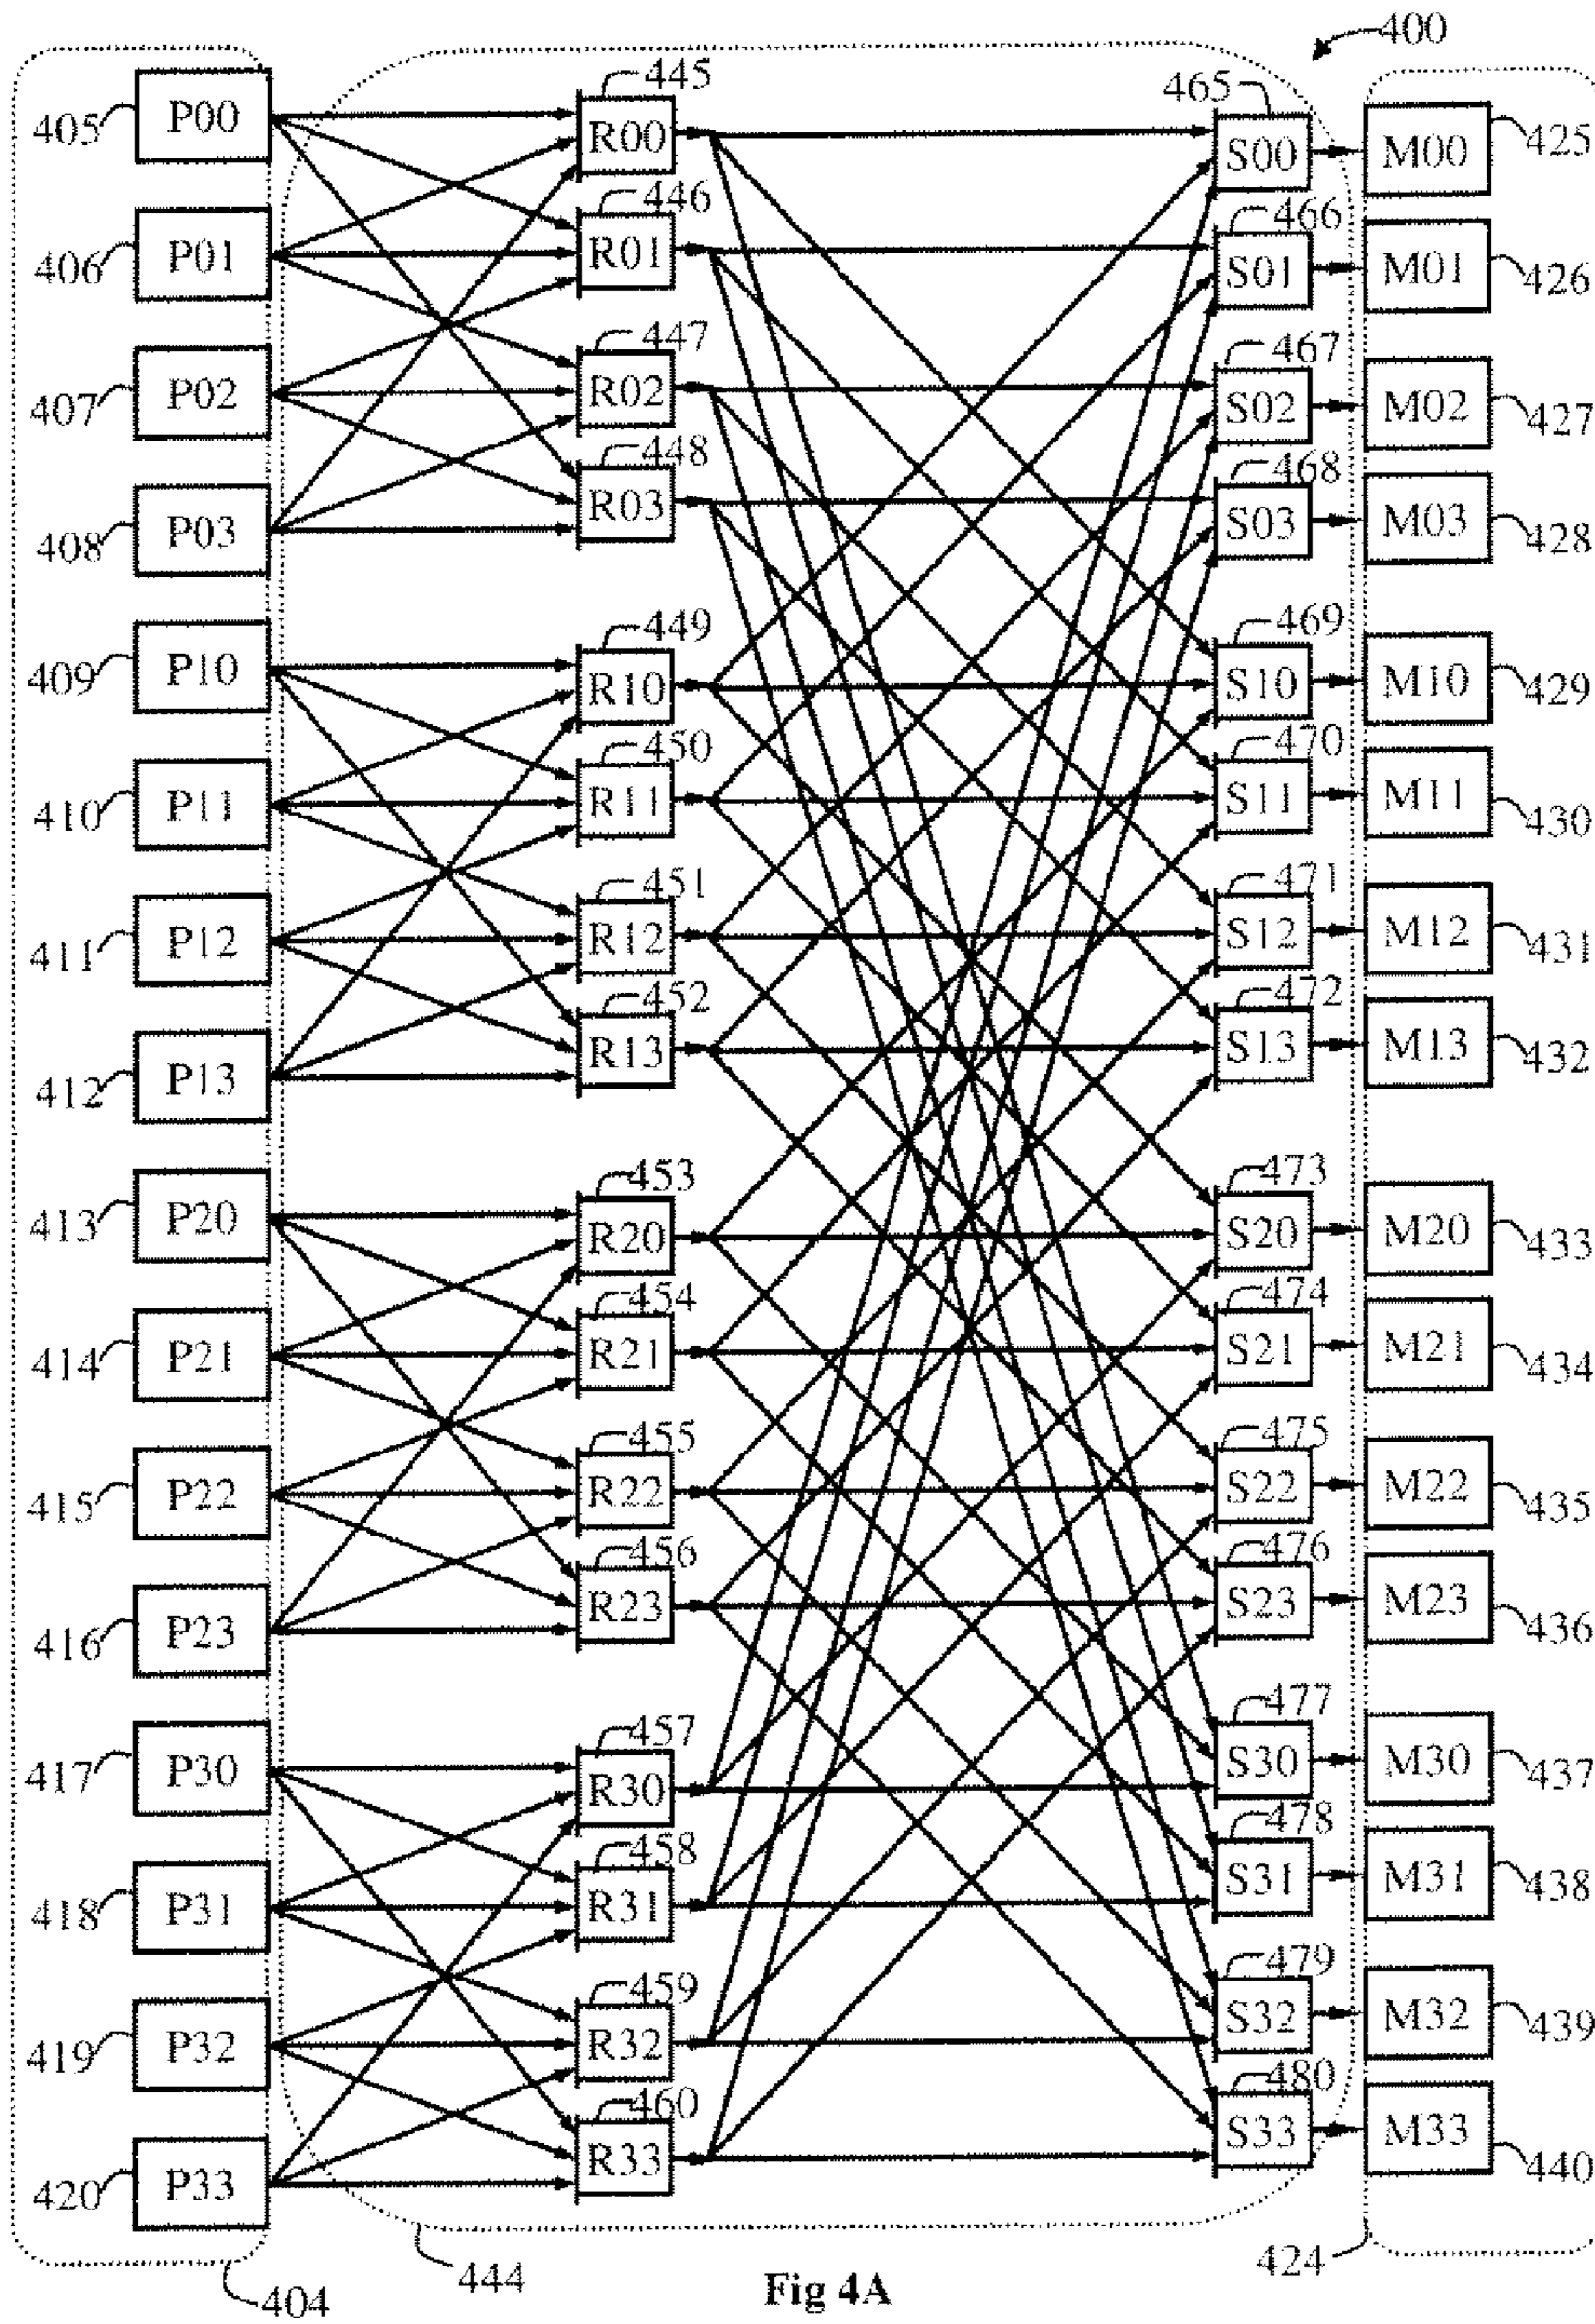 400
405 P00 445 R00 465 S00 M00 425
406 P01 446 R01 466 S01 M01 426
407 P02 447 R02 467 S02 M02 427
408 P03 448 R03 468 S03 M03 428
409 P10 449 R10 469 S10 M10 429
410 P11 450 R11 470 S11 M11 430
411 P12 451 R12 471 S12 M12 431
412 P13 452 R13 472 S13 M13 432
413 P20 453 R20 473 S20 M20 433
414 P21 454 R21 474 S21 M21 434
415 P22 455 R22 475 S22 M22 435
416 P23 456 R23 476 S23 M23 436
417 P30 457 R30 477 S30 M30 437
418 P31 458 R31 478 S31 M31 438
419 P32 459 R32 479 S32 M32 439
420 P33 460 R33 480 S33 M33 440
404 444 424
Fig 4A